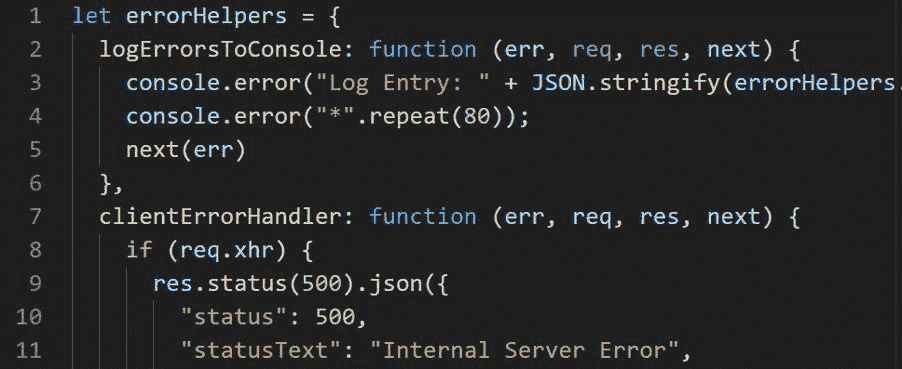 1 let errorHelpers = {
2 logErrorsToConsole: function (err, req, res, next) {
3 console.error("Log Entry: " + JSON.stringify(errorHelpers.
4 console.error("*".repeat(80));
5 next(err)
6 },
7 clientErrorHandler: function (err, req, res, next) {
8 if (req.xhr) {
9 res.status(500).json({
10 "status": 500,
11 "statusText": "Internal Server Error",